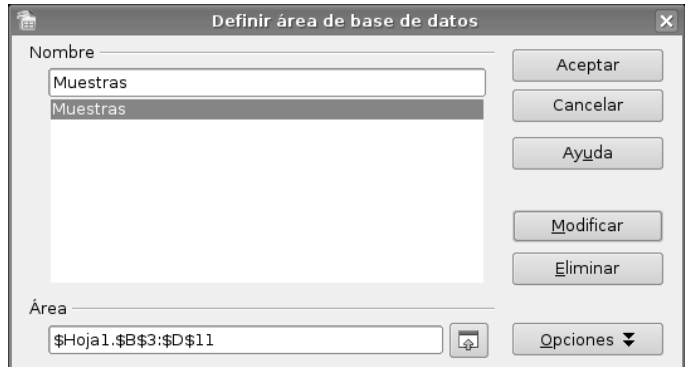 Definir área de base de datos
Nombre
Muestras
Muestras
Aceptar
Cancelar
Ayuda
Modificar
Eliminar
Área
$Hoja1.$B$3:$D$11
Opciones